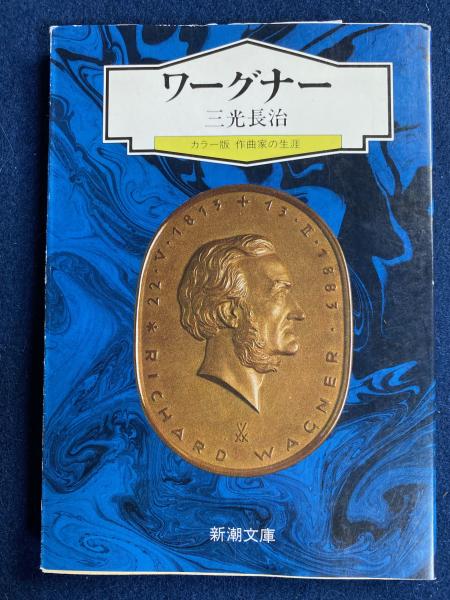 ワーグナー
三光長治
カラー版 作曲家の生涯
* 22·V·1813 + 13·II·1883
RICHARD WAGNER
新潮文庫